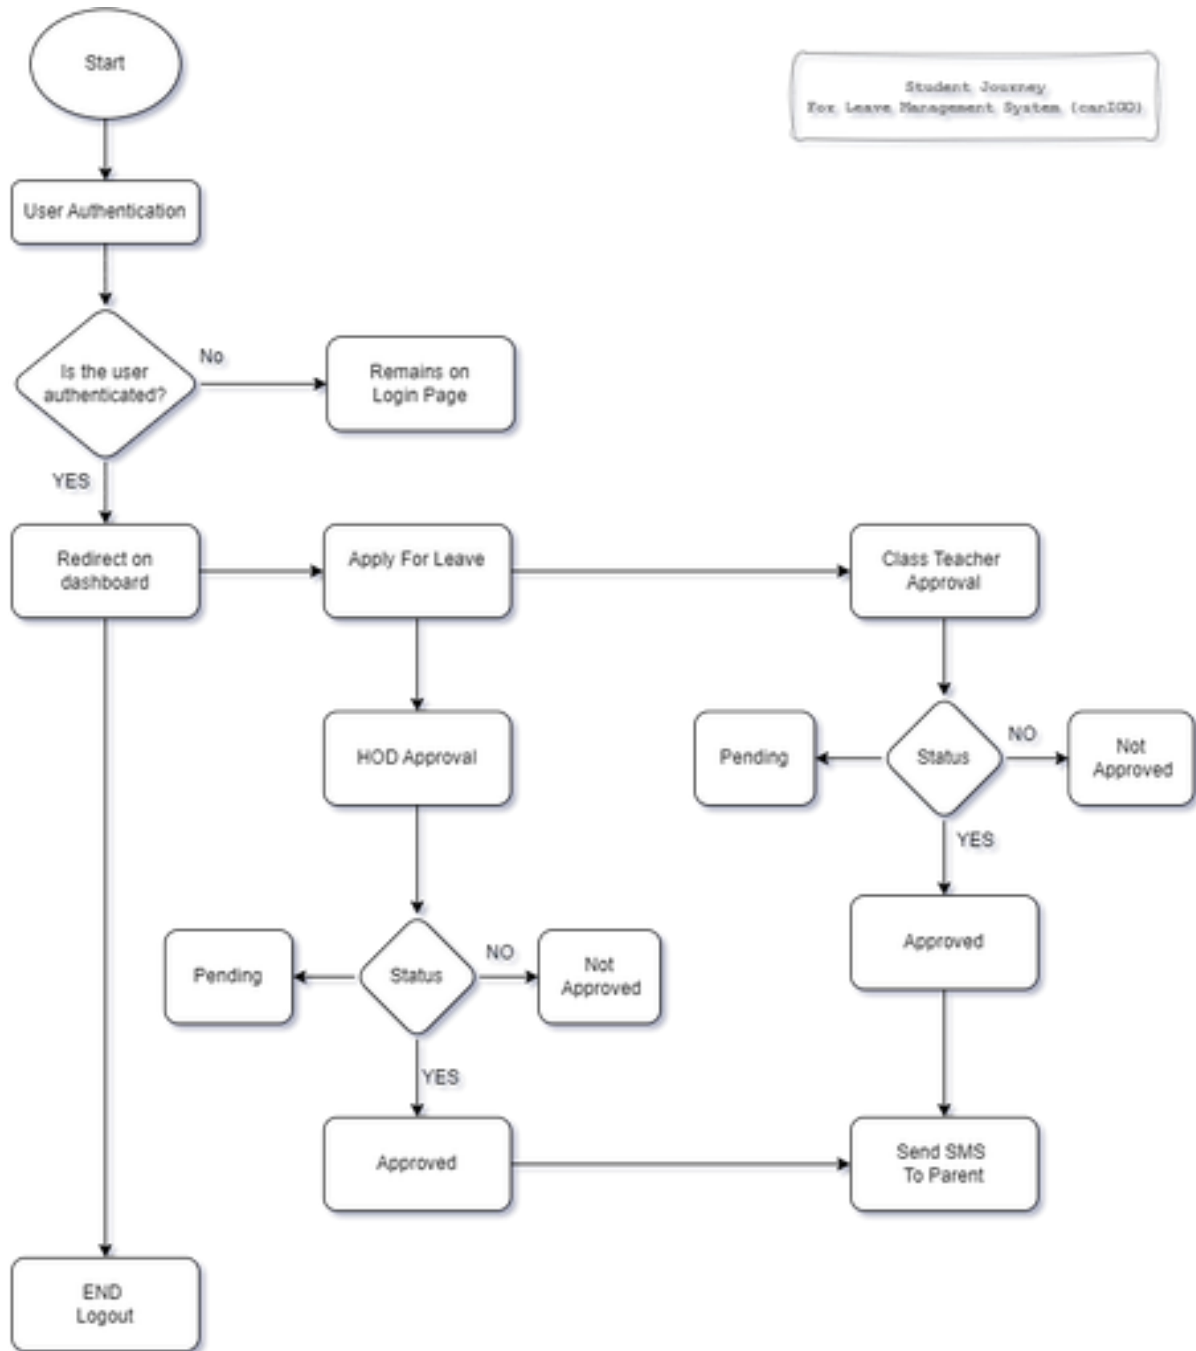 Start
Student Journey
For Leave Management System
User Authentication
Is the user
authenticated?
No
Remains on
Login Page
YES
Redirect on
dashboard
Apply For Leave
Class Teacher
Approval
HOD Approval
Pending
Status
NO
Not
Approved
YES
Approved
Pending
Status
NO
Not
Approved
YES
Approved
Send SMS
To Parent
END
Logout